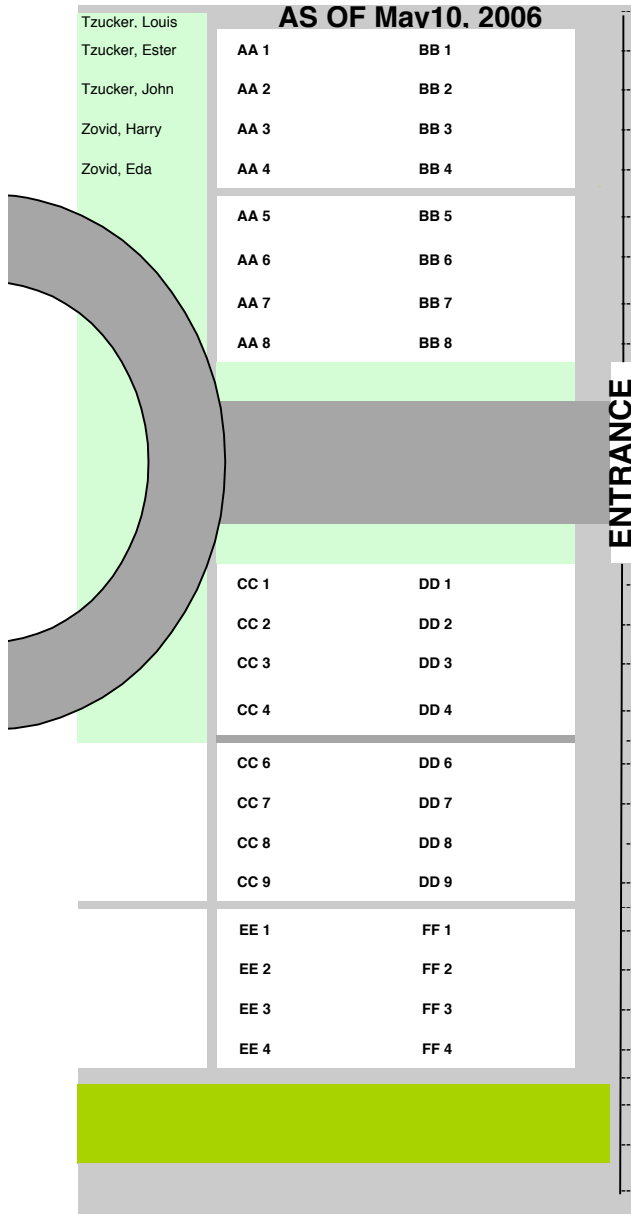 AS OF May10, 2006
Tzucker, Louis
Tzucker, Ester AA 1 BB 1
Tzucker, John AA 2 BB 2
Zovid, Harry AA 3 BB 3
Zovid, Eda AA 4 BB 4
AA 5 BB 5
AA 6 BB 6
AA 7 BB 7
AA 8 BB 8
ENTRANCE
CC 1 DD 1
CC 2 DD 2
CC 3 DD 3
CC 4 DD 4
CC 6 DD 6
CC 7 DD 7
CC 8 DD 8
CC 9 DD 9
EE 1 FF 1
EE 2 FF 2
EE 3 FF 3
EE 4 FF 4